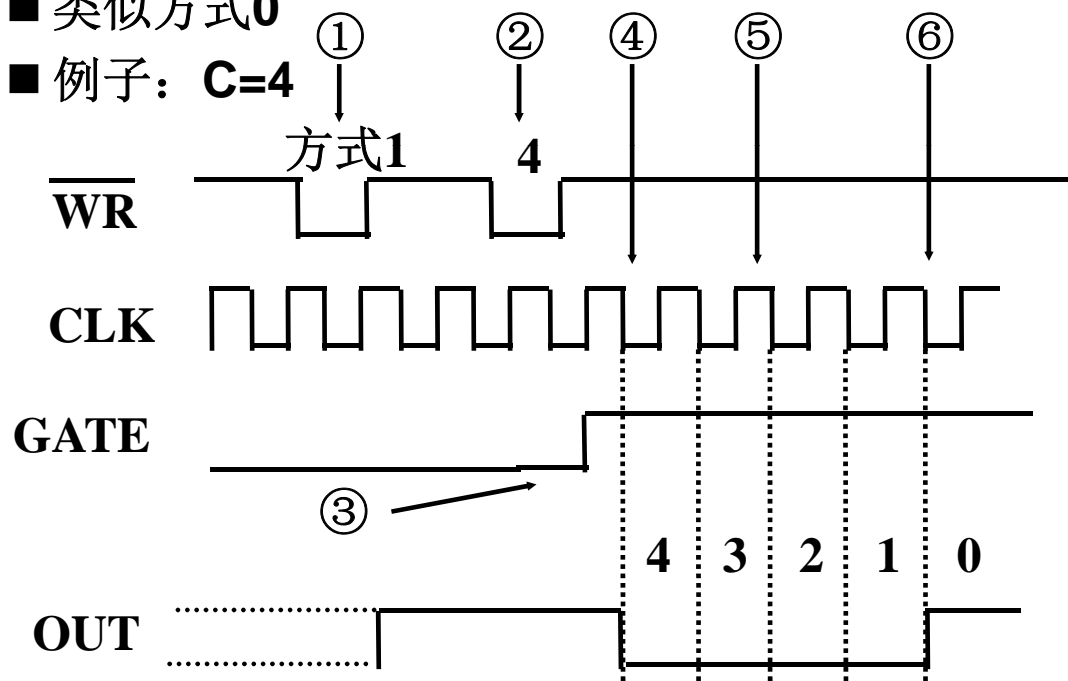 ■ 类似方式0
① ② ④ ⑤ ⑥
■ 例子：C=4
方式1 4
WR
CLK
GATE
③
4 3 2 1 0
OUT